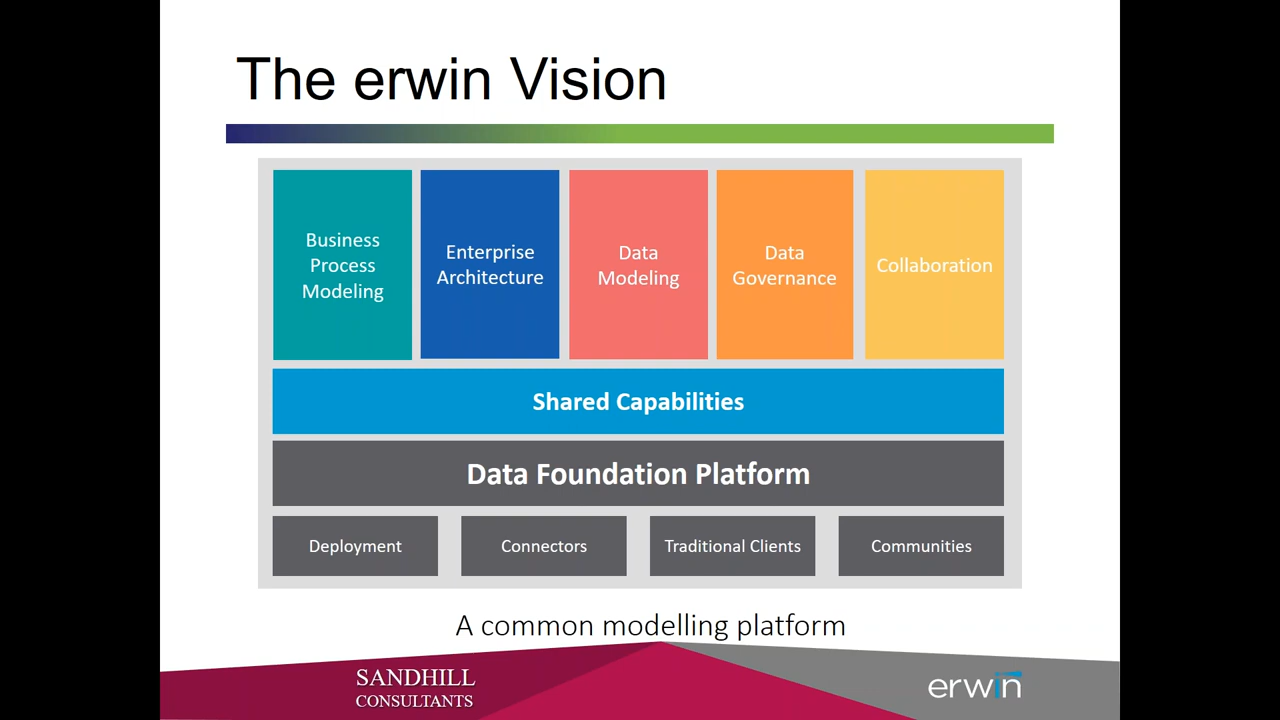 The erwin Vision
Business
Process
Modeling
Enterprise
Architecture
Data
Modeling
Data
Governance
Collaboration
Shared Capabilities
Data Foundation Platform
Deployment
Connectors
Traditional Clients
Communities
A common modelling platform
SANDHILL
CONSULTANTS
erwin